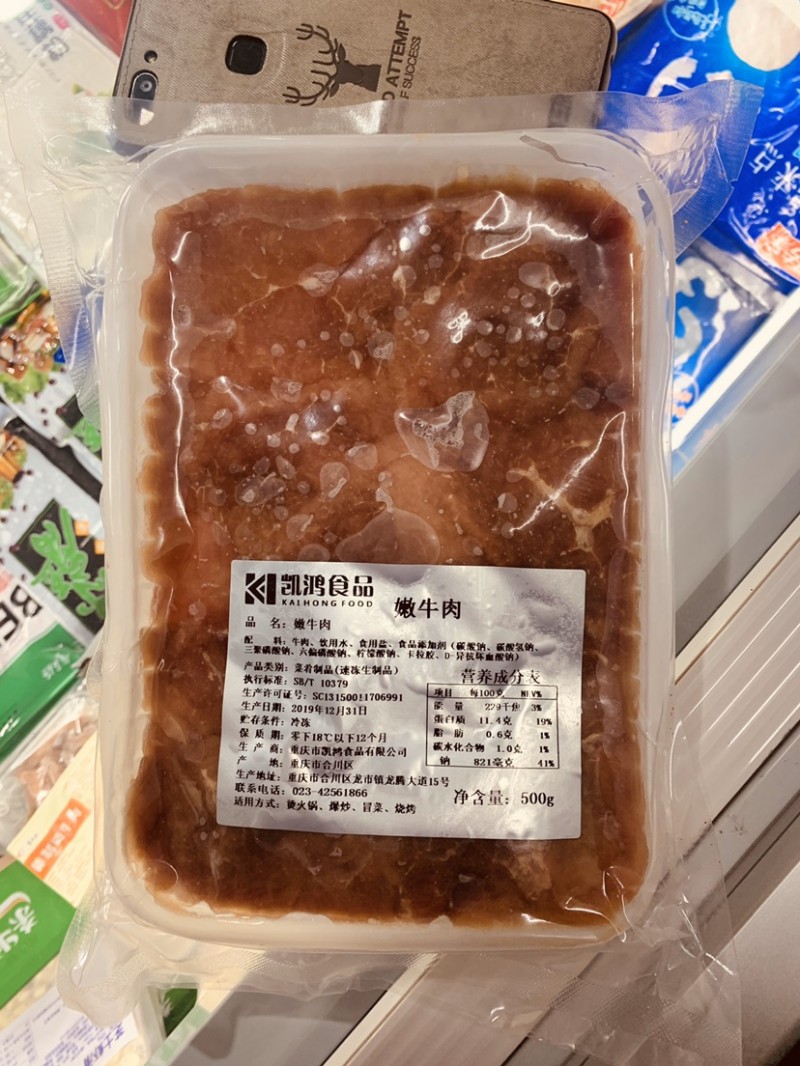 D ATTEMPT
F SUCCESS
凯鸿食品
KAIHONG FOOD
嫩牛肉
品 名：嫩牛肉
配 料：牛肉、饮用水、食用盐、食品添加剂（碳酸钠、碳酸氢钠、
三聚磷酸钠、六偏磷酸钠、柠檬酸钠、卡拉胶、D-异抗坏血酸钠）
产品类别：菜肴制品(速冻生制品)
执行标准：SB/T 10379
生产许可证号：SC13150011706991
生产日期：2019年12月31日
贮存条件：冷冻
保 质 期：零下18℃以下12个月
生 产 商：重庆市凯鸿食品有限公司
产 地：重庆市合川区
生产地址：重庆市合川区龙市镇龙腾大道15号
联系电话：023-42561866
适用方式：烫火锅、爆炒、冒菜、烧烤
营养成分表
项目 每100克 NRV%
能 量 229千焦 3%
蛋白质 11.4克 19%
脂 肪 0.6克 1%
碳水化合物 1.0克 1%
钠 821毫克 41%
净含量：500g